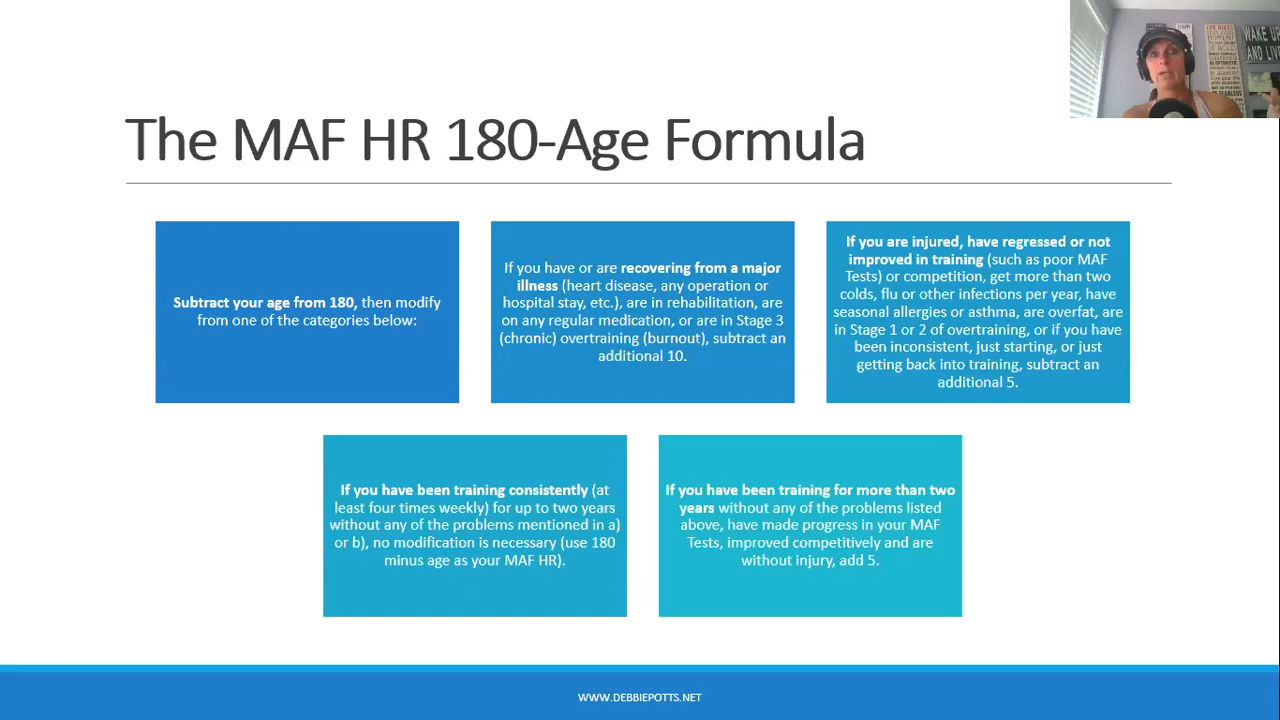 The MAF HR 180-Age Formula
Subtract your age from 180, then modify
from one of the categories below:
If you have or are recovering from a major
illness (heart disease, any operation or
hospital stay, etc.), are in rehabilitation, are
on any regular medication, or are in Stage 3
(chronic) overtraining (burnout), subtract an
additional 10.
If you are injured, have regressed or not
improved in training (such as poor MAF
Tests) or competition, get more than two
colds, flu or other infections per year, have
seasonal allergies or asthma, are overfat, are
in Stage 1 or 2 of overtraining, or if you have
been inconsistent, just starting, or just
getting back into training, subtract an
additional 5.
If you have been training consistently (at
least four times weekly) for up to two years
without any of the problems mentioned in a)
or b), no modification is necessary (use 180
minus age as your MAF HR).
If you have been training for more than two
years without any of the problems listed
above, have made progress in your MAF
Tests, improved competitively and are
without injury, add 5.
WWW.DEBBIEPOTTS.NET
LIFE RULES
WAKE UP
AND LIV